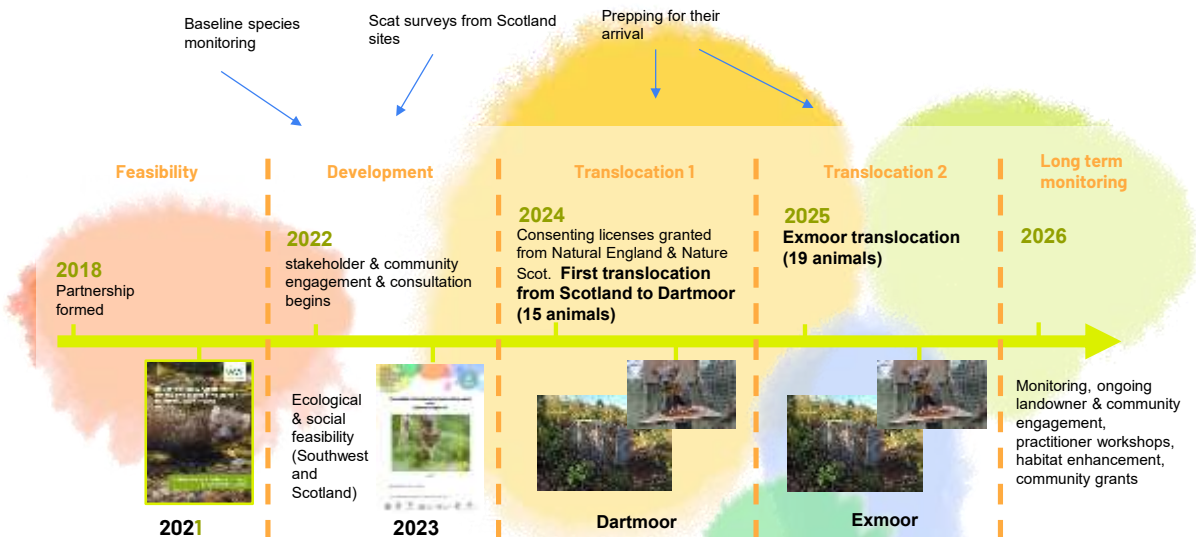 Baseline species
monitoring
Scat surveys from Scotland
sites
Prepping for their
arrival
Feasibility
Development
Translocation 1
Translocation 2
Long term
monitoring
2018
Partnership
formed
2022
stakeholder & community
engagement & consultation
begins
2024
Consenting licenses granted
from Natural England & Nature
Scot. First translocation
from Scotland to Dartmoor
(15 animals)
2025
Exmoor translocation
(19 animals)
2026
2021
Ecological
& social
feasibility
(Southwest
and
Scotland)
2023
Dartmoor
Exmoor
Monitoring, ongoing
landowner & community
engagement,
practitioner workshops,
habitat enhancement,
community grants